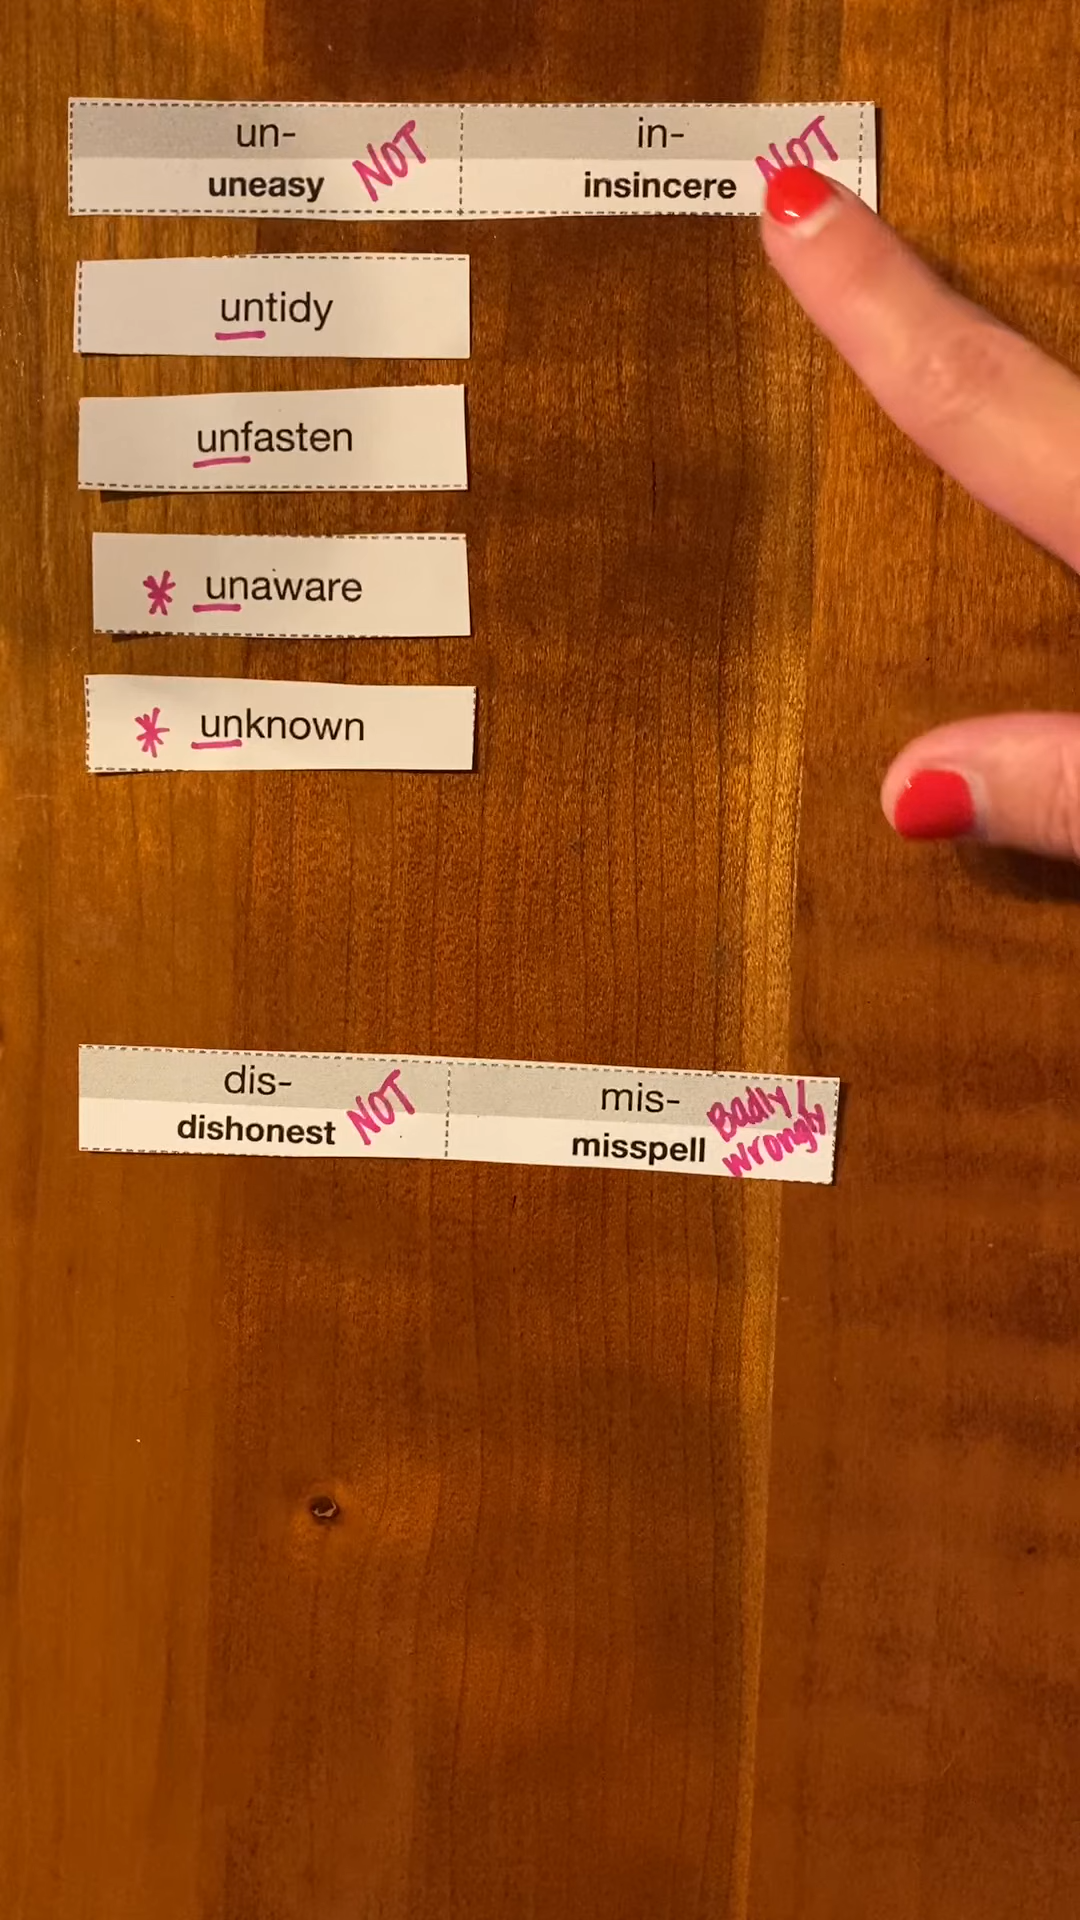 un- NOT
uneasy
in- NOT
insincere
untidy
unfasten
* unaware
* unknown
dis- NOT
dishonest
mis- Badly/
misspell wrongly